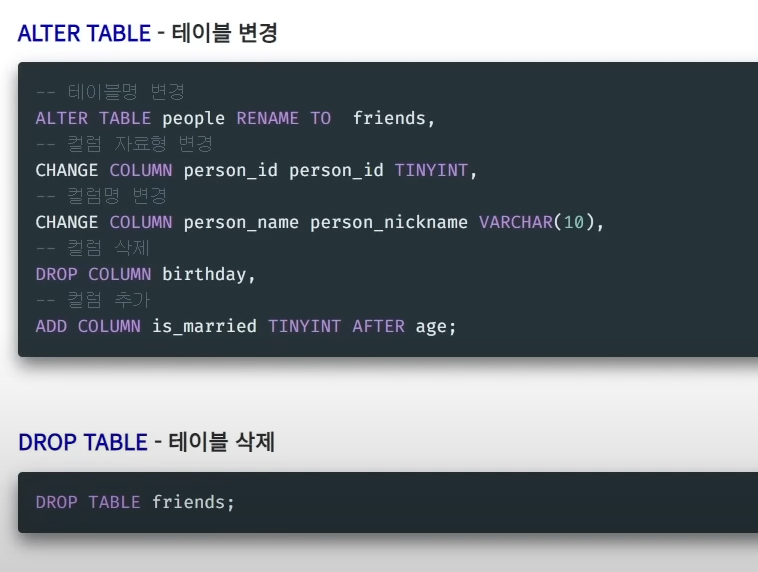 ALTER TABLE - 테이블 변경
-- 테이블명 변경
ALTER TABLE people RENAME TO  friends,
-- 컬럼 자료형 변경
CHANGE COLUMN person_id person_id TINYINT,
-- 컬럼명 변경
CHANGE COLUMN person_name person_nickname VARCHAR(10),
-- 컬럼 삭제
DROP COLUMN birthday,
-- 컬럼 추가
ADD COLUMN is_married TINYINT AFTER age;
DROP TABLE - 테이블 삭제
DROP TABLE friends;